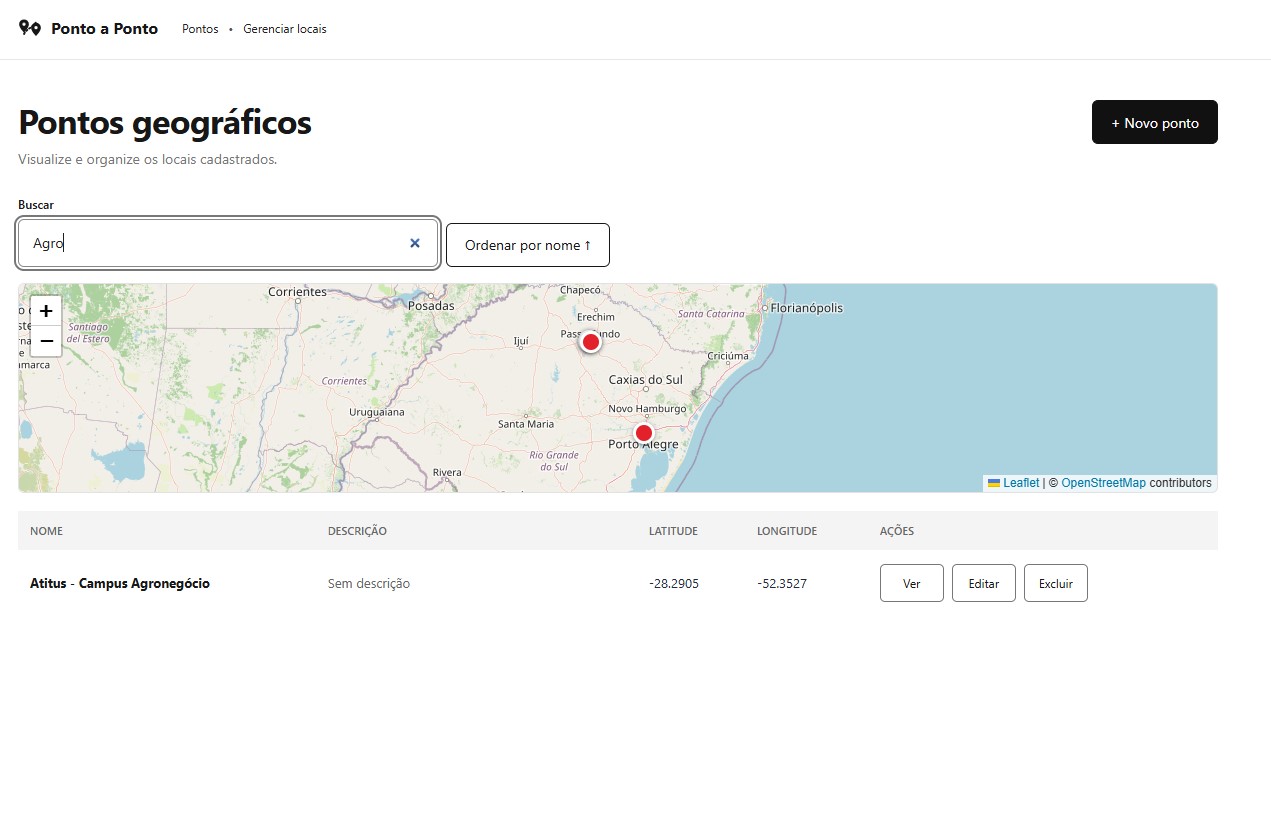 Ponto a Ponto Pontos • Gerenciar locais
Pontos geográficos
+ Novo ponto
Visualize e organize os locais cadastrados.
Buscar
Agro ×
Ordenar por nome ↑
+
−
Corrientes
Posadas
Chapecó
Erechim
Santa Catarina
Florianópolis
Santiago
del Estero
Ijuí
Criciúma
Corrientes
Caxias do Sul
Uruguaiana
Novo Hamburgo
Santa Maria
Porto Alegre
Rio Grande
do Sul
Rivera
Leaflet | © OpenStreetMap contributors
NOME DESCRIÇÃO LATITUDE LONGITUDE AÇÕES
Atitus - Campus Agronegócio Sem descrição -28.2905 -52.3527 Ver Editar Excluir